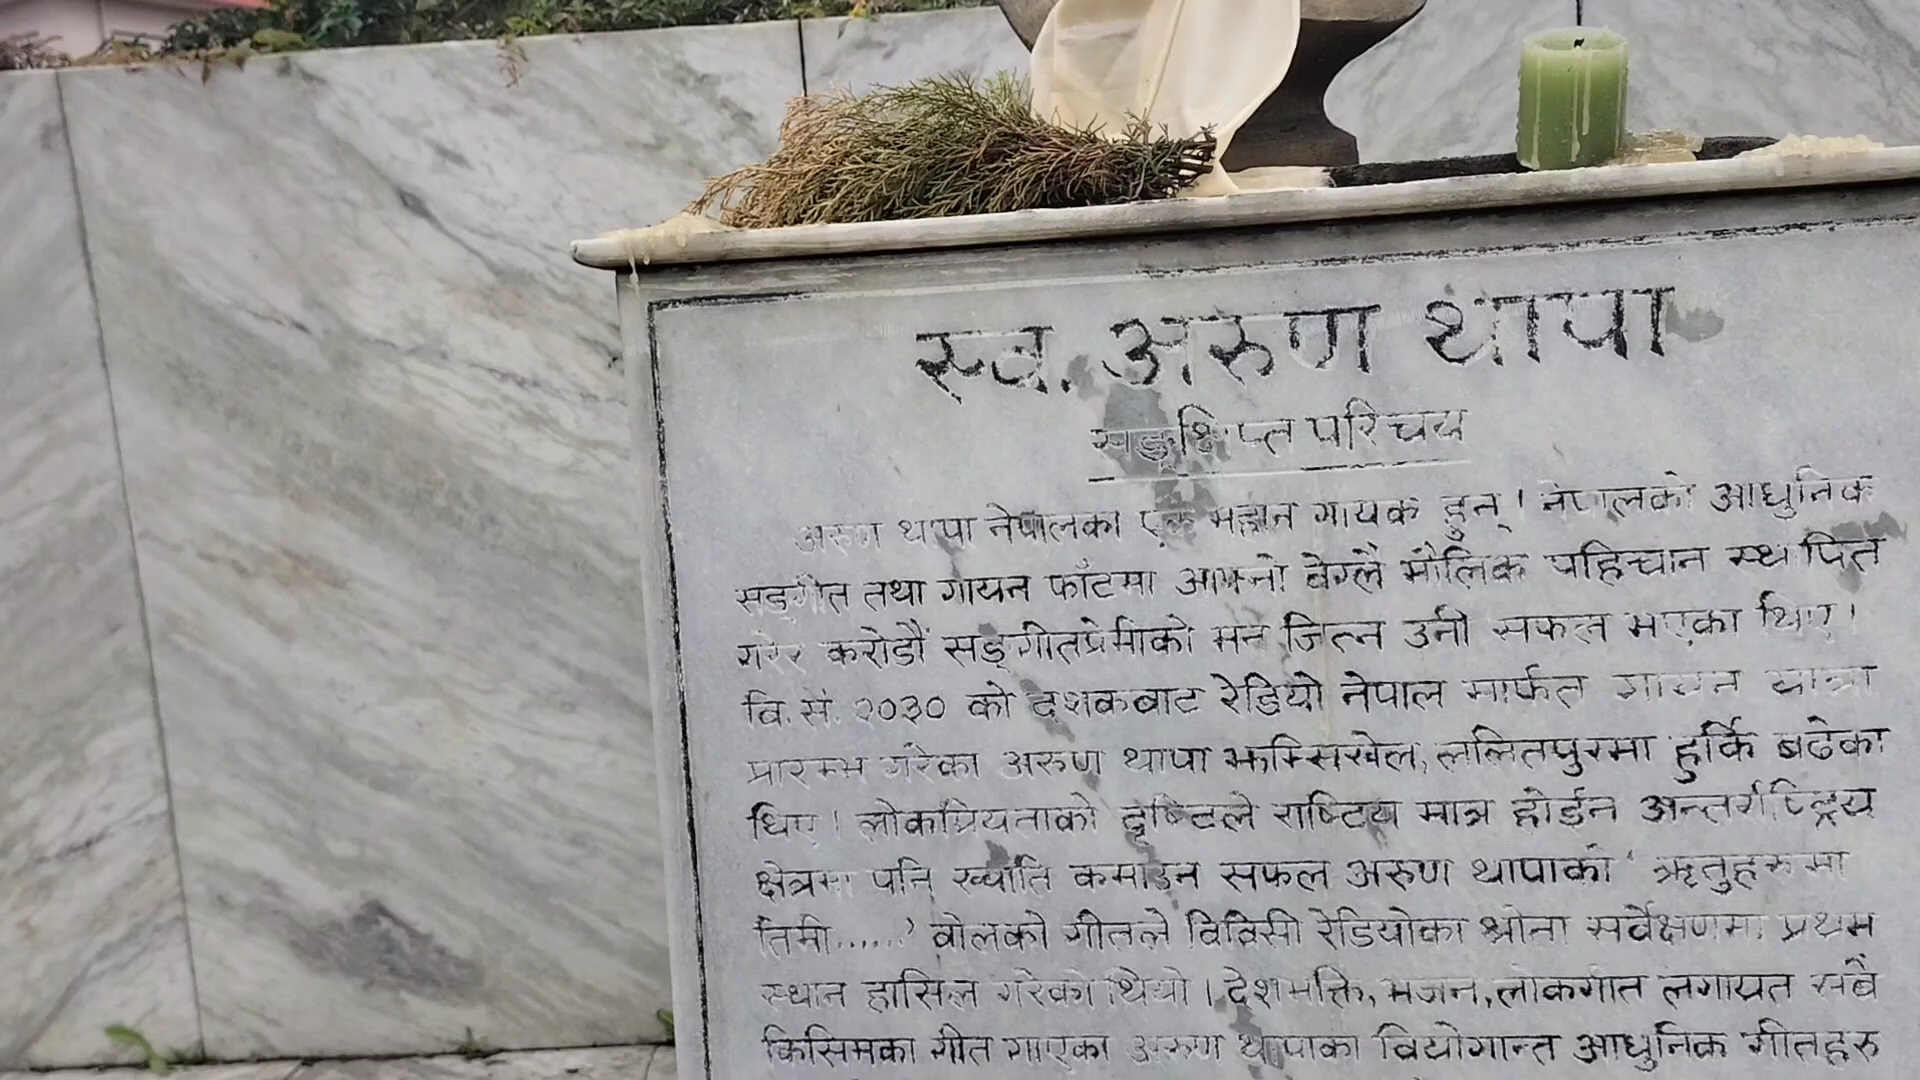 स्व. अरुण थापा
सङ्क्षिप्त परिचय
अरुण थापा नेपालका एक महान गायक हुन् । नेपालको आधुनिक
सङ्गीत तथा गायन फाँटमा आफ्नो बेग्लै मौलिक पहिचान स्थापित
गरेर करोडौं सङ्गीतप्रेमीको मन जित्न उनी सफल भएका थिए ।
वि.सं. २०३० को दशकबाट रेडियो नेपाल मार्फत गायन यात्रा
प्रारम्भ गरेका अरुण थापा झम्सिखेल, ललितपुरमा हुर्कि बढेका
थिए । लोकप्रियताको दृष्टिले राष्टिय मात्र होईन अन्तर्राष्ट्रिय
क्षेत्रमा पनि ख्याति कमाउन सफल अरुण थापाको ' ऋतुहरुमा
तिमी......' बोलको गीतले विविसी रेडियोका श्रोता सर्वेक्षणमा प्रथम
स्थान हासिल गरेको थियो । देशभक्ति, भजन, लोकगीत लगायत सबै
किसिमका गीत गाएका अरुण थापाका वियोगान्त आधुनिक गीतहरु